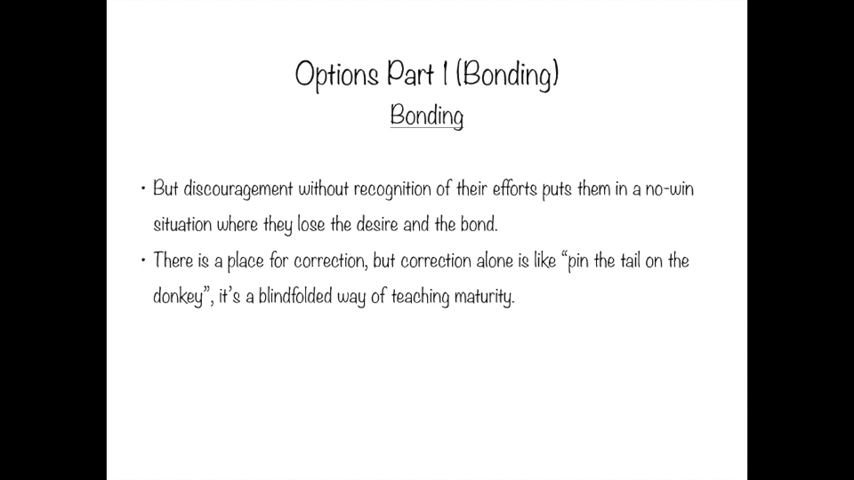 Options Part 1 (Bonding)
Bonding
• But discouragement without recognition of their efforts puts them in a no-win
situation where they lose the desire and the bond.
• There is a place for correction, but correction alone is like “pin the tail on the
donkey”, it’s a blindfolded way of teaching maturity.